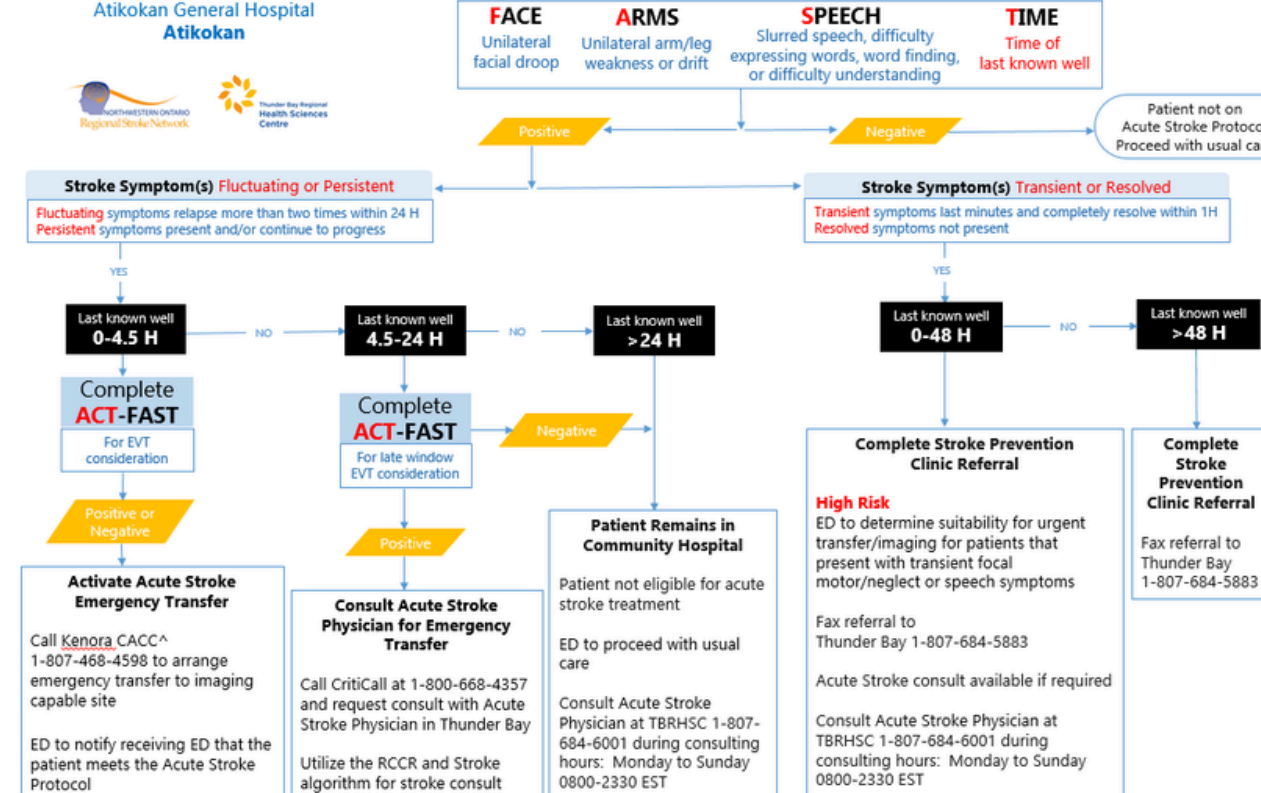 Atikokan General Hospital
Atikokan
NORTHWESTERN ONTARIO
Regional Stroke Network
Thunder Bay Regional
Health Sciences
Centre
FACE
Unilateral
facial droop
ARMS
Unilateral arm/leg
weakness or drift
SPEECH
Slurred speech, difficulty
expressing words, word finding,
or difficulty understanding
TIME
Time of
last known well
Positive
Negative
Patient not on
Acute Stroke Protoco
Proceed with usual ca
Stroke Symptom(s) Fluctuating or Persistent
Fluctuating symptoms relapse more than two times within 24 H
Persistent symptoms present and/or continue to progress
Stroke Symptom(s) Transient or Resolved
Transient symptoms last minutes and completely resolve within 1H
Resolved symptoms not present
YES
YES
Last known well
0-4.5 H
NO
Last known well
4.5-24 H
NO
Last known well
>24 H
Last known well
0-48 H
NO
Last known well
>48 H
Complete
ACT-FAST
For EVT
consideration
Positive or
Negative
Complete
ACT-FAST
For late window
EVT consideration
Negative
Positive
Activate Acute Stroke
Emergency Transfer
Call Kenora CACC^
1-807-468-4598 to arrange
emergency transfer to imaging
capable site
ED to notify receiving ED that the
patient meets the Acute Stroke
Protocol
Consult Acute Stroke
Physician for Emergency
Transfer
Call CritiCall at 1-800-668-4357
and request consult with Acute
Stroke Physician in Thunder Bay
Utilize the RCCR and Stroke
algorithm for stroke consult
Patient Remains in
Community Hospital
Patient not eligible for acute
stroke treatment
ED to proceed with usual
care
Consult Acute Stroke
Physician at TBRHSC 1-807-
684-6001 during consulting
hours: Monday to Sunday
0800-2330 EST
Complete Stroke Prevention
Clinic Referral
High Risk
ED to determine suitability for urgent
transfer/imaging for patients that
present with transient focal
motor/neglect or speech symptoms
Fax referral to
Thunder Bay 1-807-684-5883
Acute Stroke consult available if required
Consult Acute Stroke Physician at
TBRHSC 1-807-684-6001 during
consulting hours: Monday to Sunday
0800-2330 EST
Complete
Stroke
Prevention
Clinic Referral
Fax referral to
Thunder Bay
1-807-684-5883